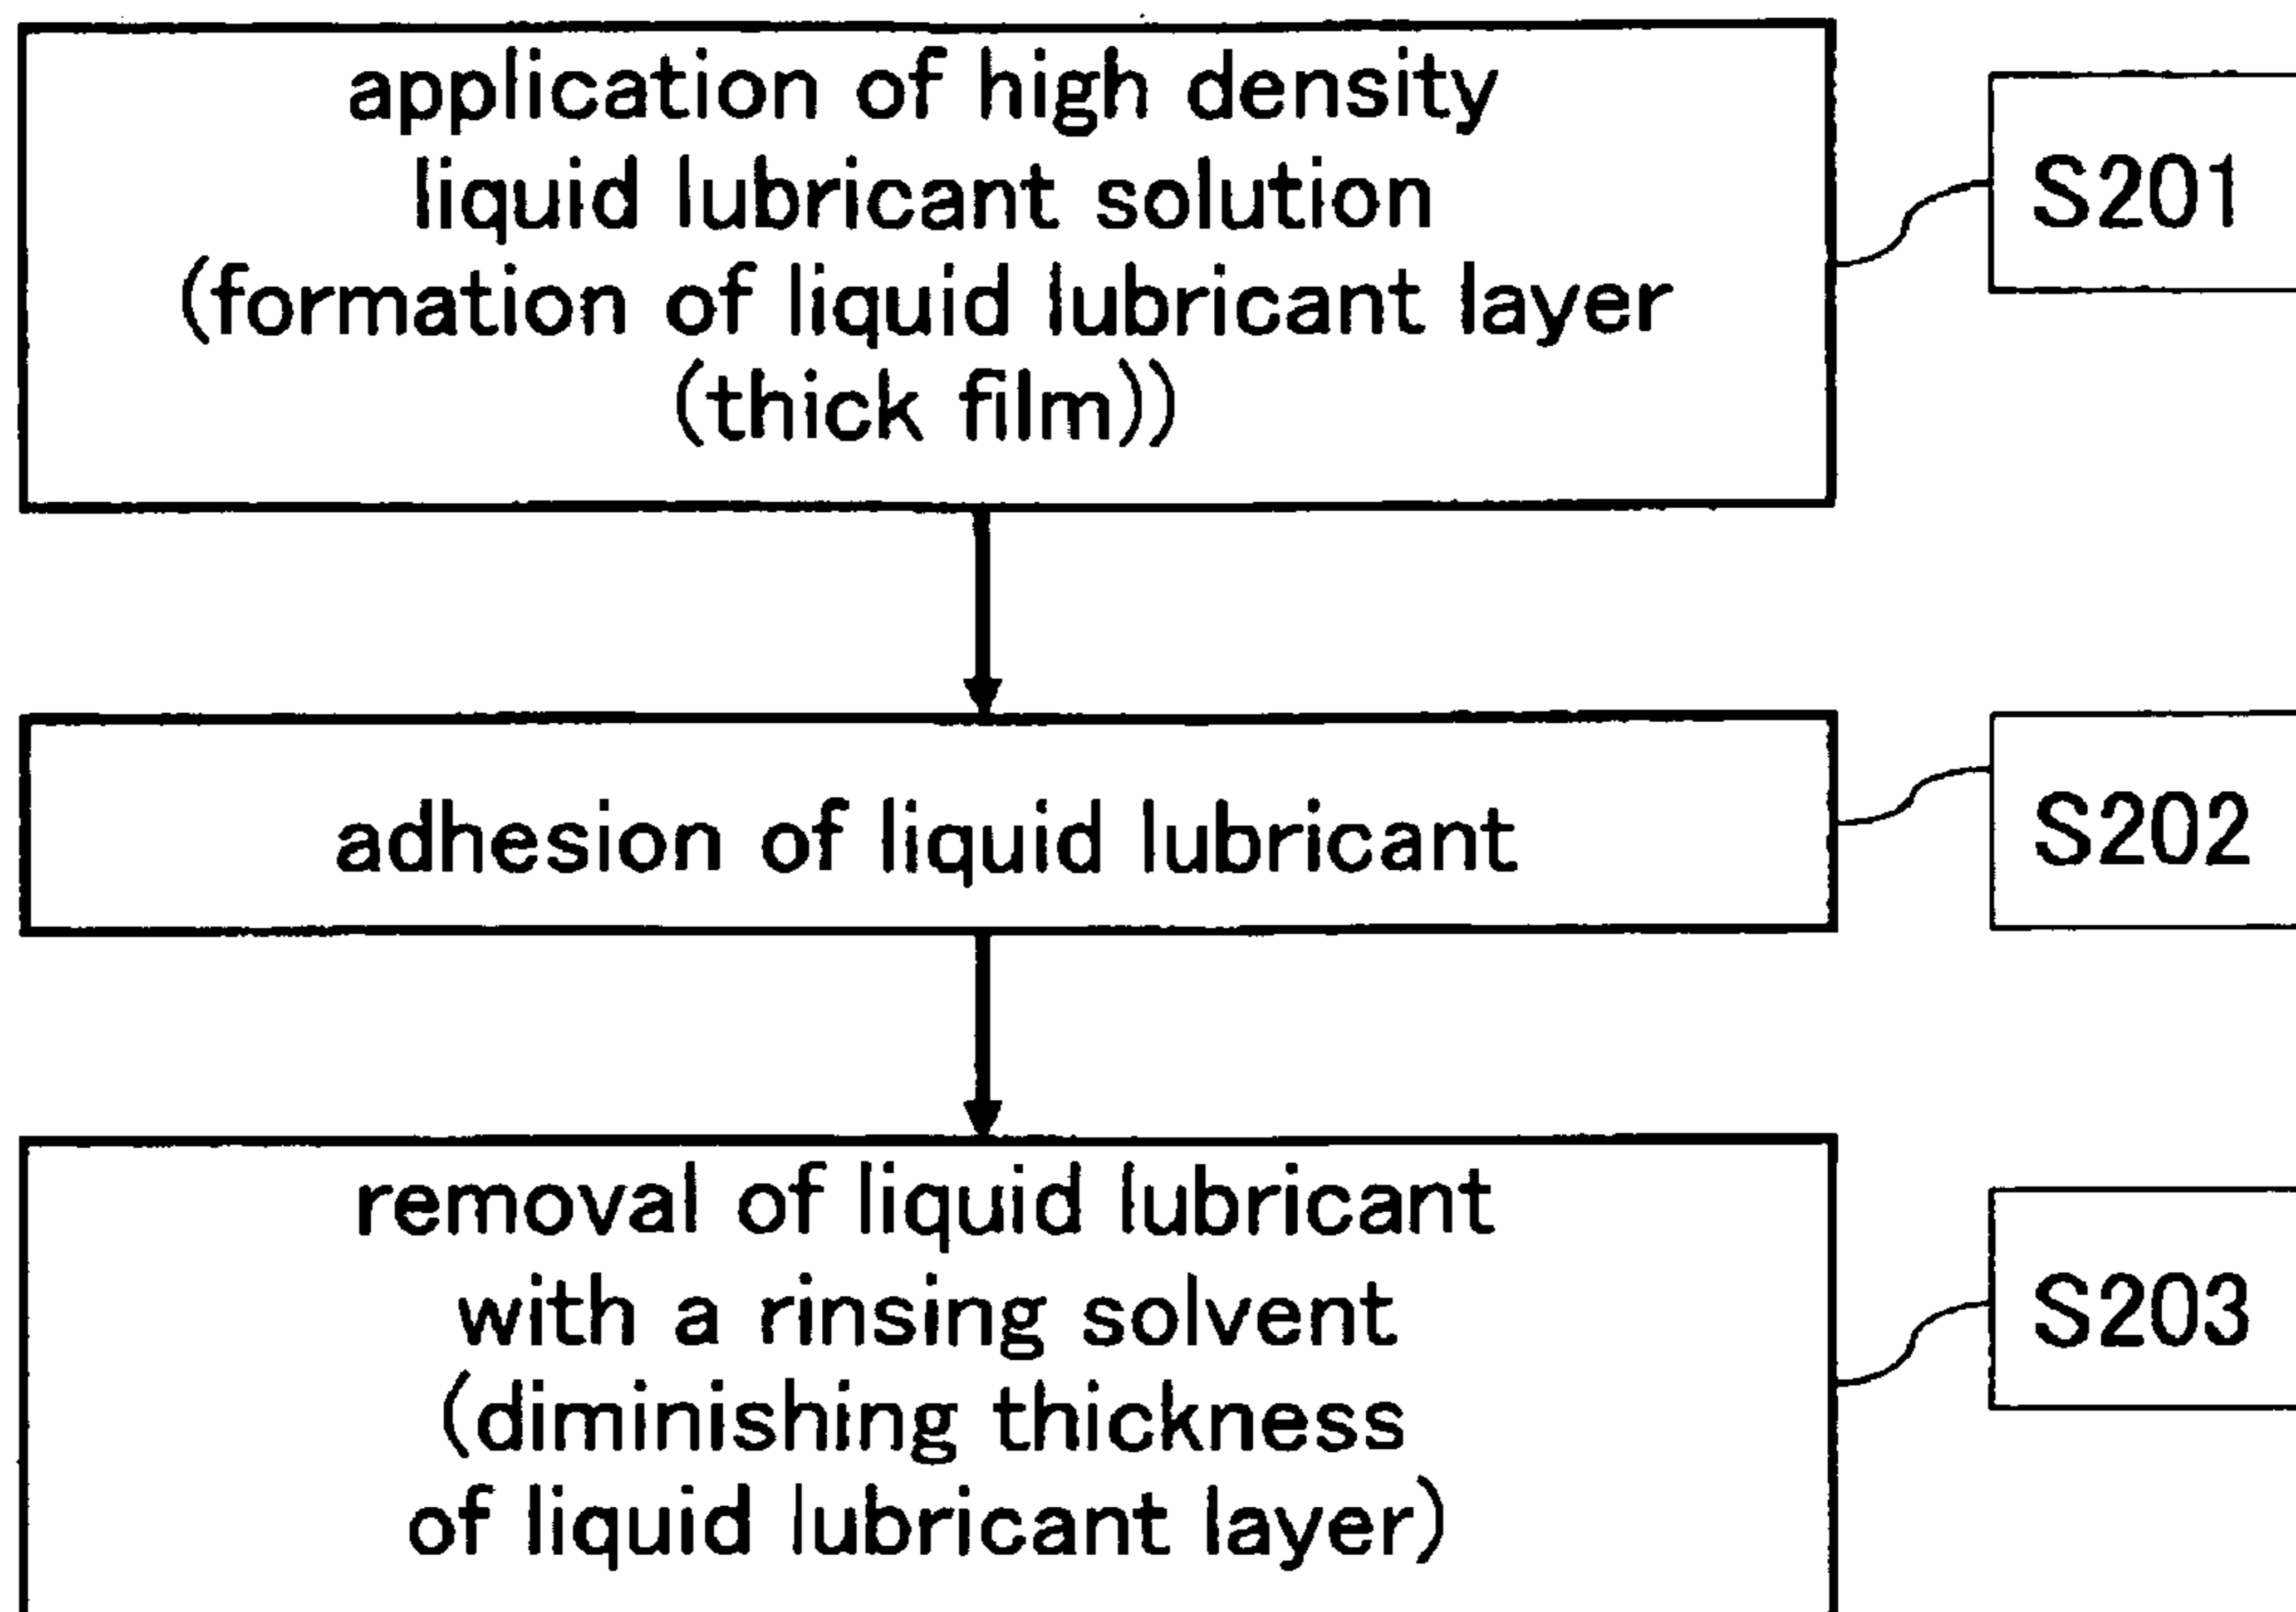 application of high density
liquid lubricant solution
(formation of liquid lubricant layer
(thick film))
S201
adhesion of liquid lubricant
S202
removal of liquid lubricant
with a rinsing solvent
(diminishing thickness
of liquid lubricant layer)
S203